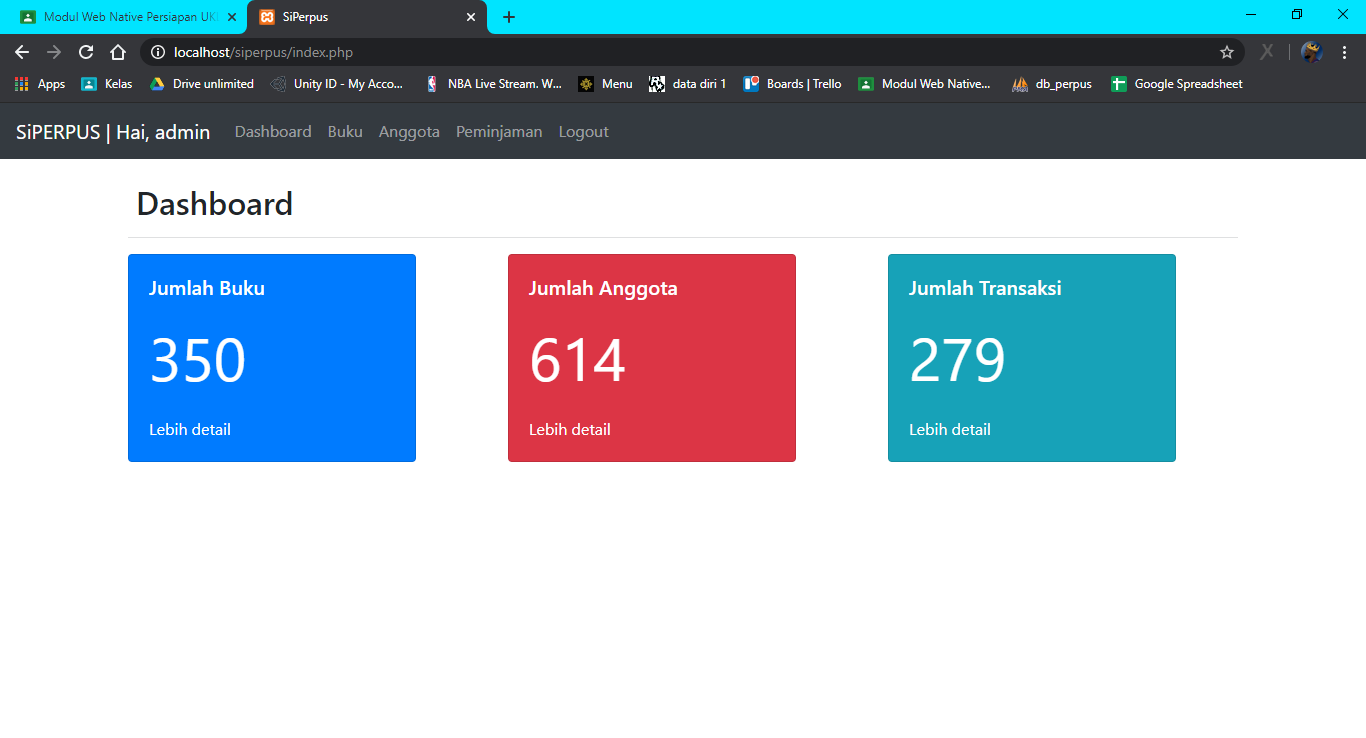 Modul Web Native Persiapan UK
SiPerpus
localhost/siperpus/index.php
Apps
Kelas
Drive unlimited
Unity ID - My Acco...
NBA Live Stream. W...
Menu
data diri 1
Boards | Trello
Modul Web Native...
db_perpus
Google Spreadsheet
SiPERPUS | Hai, admin
Dashboard
Buku
Anggota
Peminjaman
Logout
Dashboard
Jumlah Buku
350
Lebih detail
Jumlah Anggota
614
Lebih detail
Jumlah Transaksi
279
Lebih detail